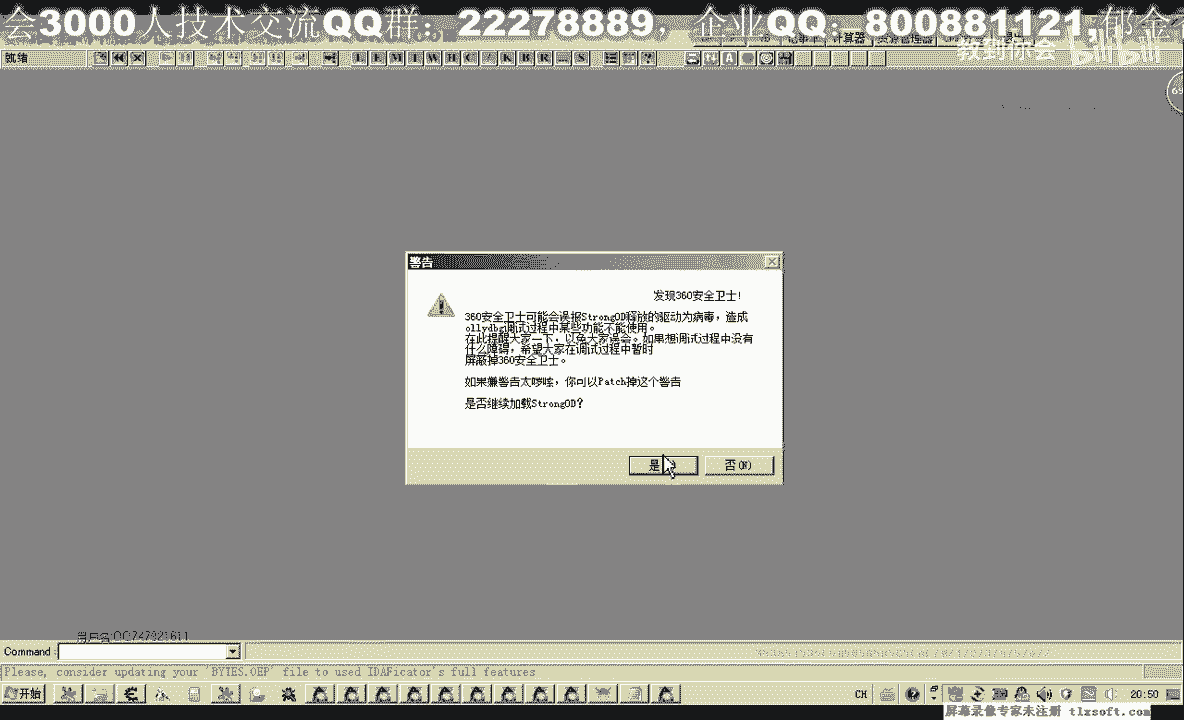 会3000人技术交流QQ群：22278889，企业QQ：800881121,郁金
教到你会 bilibili
计算器
就绪
L E M T W H C / K B R ... S
69
警告
发现360安全卫士!
360安全卫士可能会误报StrongOD释放的驱动为病毒，造成
ollydbg调试过程中某些功能不能使用。
在此提醒大家一下，以免大家误会。如果想调试过程中没有
什么障碍，希望大家在调试过程中暂时
屏蔽掉360安全卫士。
如果嫌警告太啰嗦，你可以Patch掉这个警告
是否继续加载StrongOD?
是
否(N)
用户名:QQ747921611
Command
Please, consider updating your 'BYTES.OEP' file to used IDAFicator's full features
开始
CH
20:50
屏幕录像专家未注册 tlxsoft.com